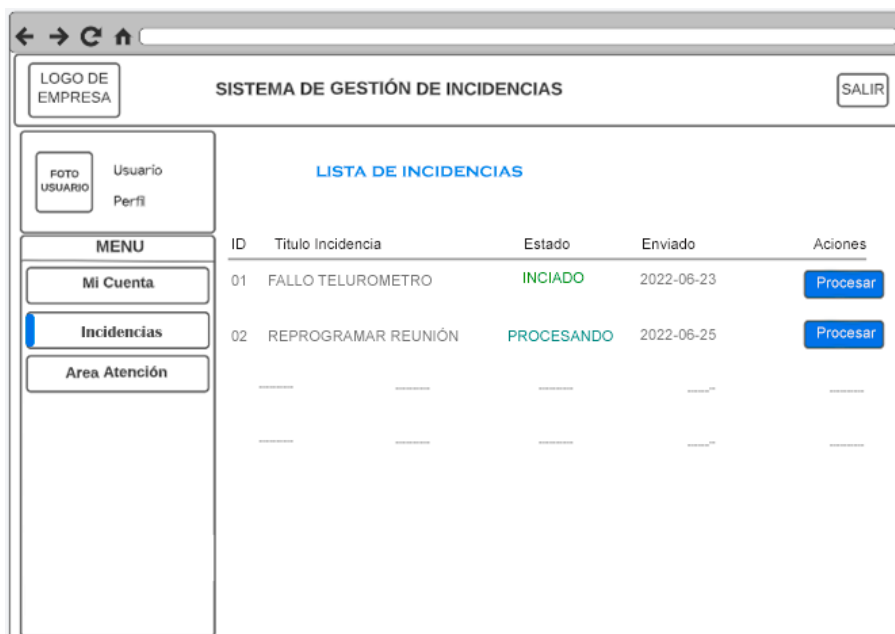 LOGO DE
EMPRESA
SISTEMA DE GESTIÓN DE INCIDENCIAS
SALIR
FOTO
USUARIO
Usuario
Perfil
LISTA DE INCIDENCIAS
MENU
Mi Cuenta
Incidencias
Area Atención
ID Titulo Incidencia Estado Enviado Aciones
01 FALLO TELUROMETRO INCIADO 2022-06-23 Procesar
02 REPROGRAMAR REUNIÓN PROCESANDO 2022-06-25 Procesar